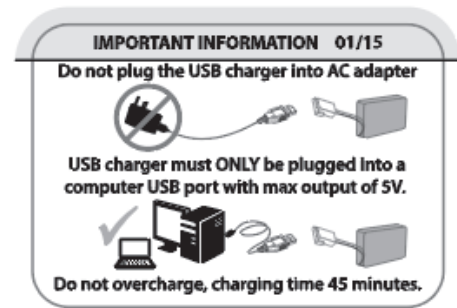 IMPORTANT INFORMATION 01/15
Do not plug the USB charger into AC adapter
USB charger must ONLY be plugged into a
computer USB port with max output of 5V.
Do not overcharge, charging time 45 minutes.